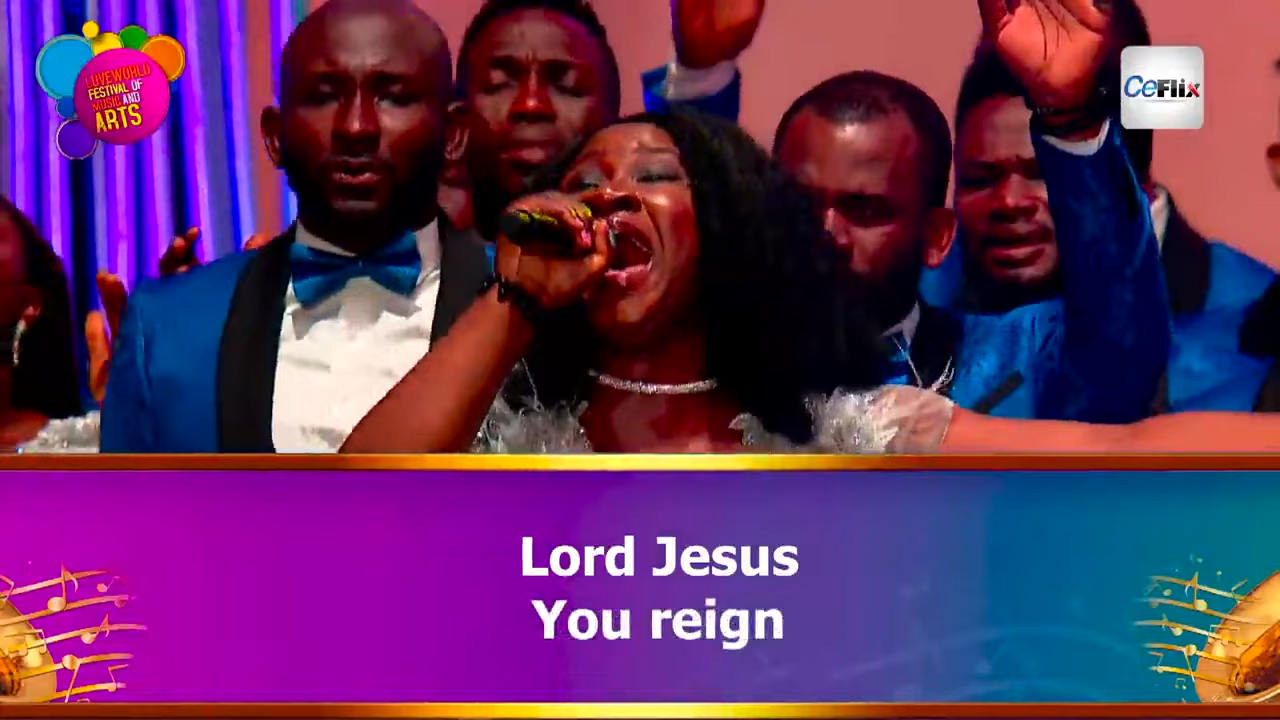 LOVEWORLD
FESTIVAL OF
MUSIC AND
ARTS
CeFlix
Lord Jesus
You reign